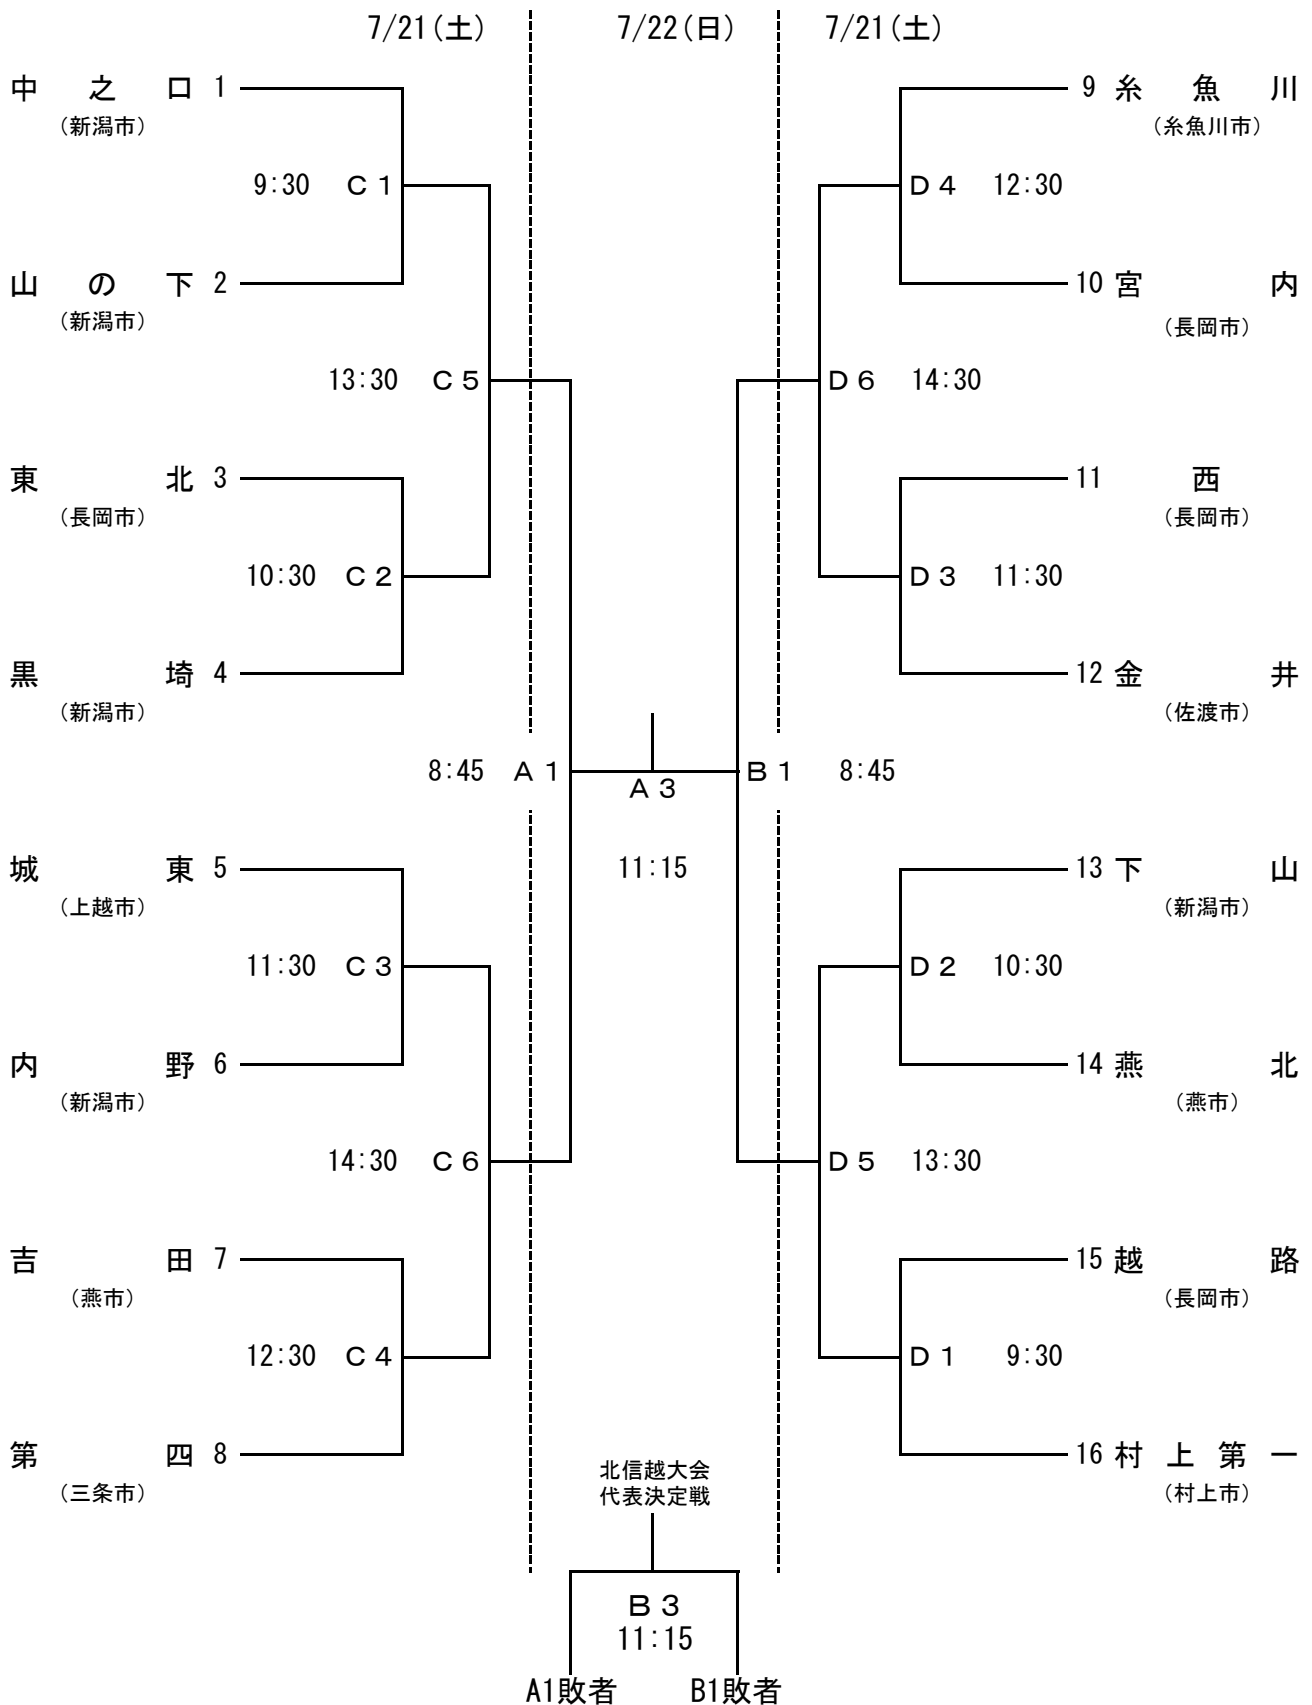 7/21(土) 7/22(日) 7/21(土)
中之口 1 9 糸魚川
(新潟市) (糸魚川市)
9:30 C1 D4 12:30
山の下 2 10 宮内
(新潟市) (長岡市)
13:30 C5 D6 14:30
東北 3 11 西
(長岡市) (長岡市)
10:30 C2 D3 11:30
黒埼 4 12 金井
(新潟市) (佐渡市)
8:45 A1 A3 B1 8:45
城東 5 11:15 13 下山
(上越市) (新潟市)
11:30 C3 D2 10:30
内野 6 14 燕北
(新潟市) (燕市)
14:30 C6 D5 13:30
吉田 7 15 越路
(燕市) (長岡市)
12:30 C4 D1 9:30
第四 8 16 村上第一
(三条市) (村上市)
北信越大会
代表決定戦
B3
11:15
A1敗者 B1敗者